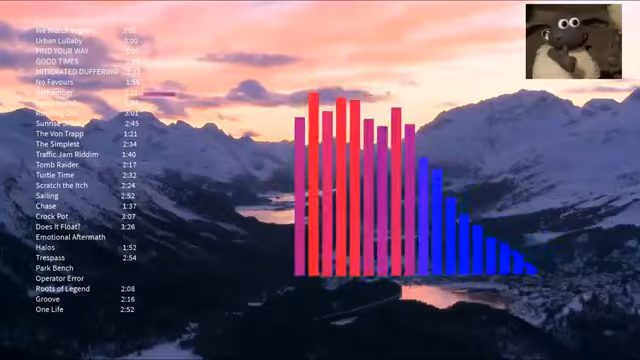 We March
Urban Lullaby 3:00
FIND YOUR WAY
GOOD TIMES
MITIGRATED DUFFERING
No Favours
3:01
Sunrise 2:45
The Von Trapp 1:21
The Simplest 2:34
Traffic Jam Riddim 1:40
Tomb Raider 2:17
Turtle Time 2:32
Scratch the Itch 2:24
Sailing 2:52
Chase 1:37
Crock Pot 3:07
Does It Float? 3:26
Emotional Aftermath
Halos 1:52
Trespass 2:54
Park Bench
Operator Error
Roots of Legend 2:08
Groove 2:16
One Life 2:52